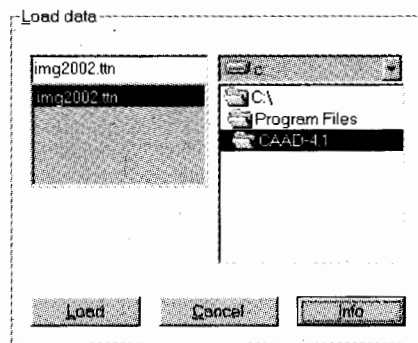 Load data
img2002.ttn
img2002.ttn
c
C:\
Program Files
CAAD-4.1
Load
Cancel
Info